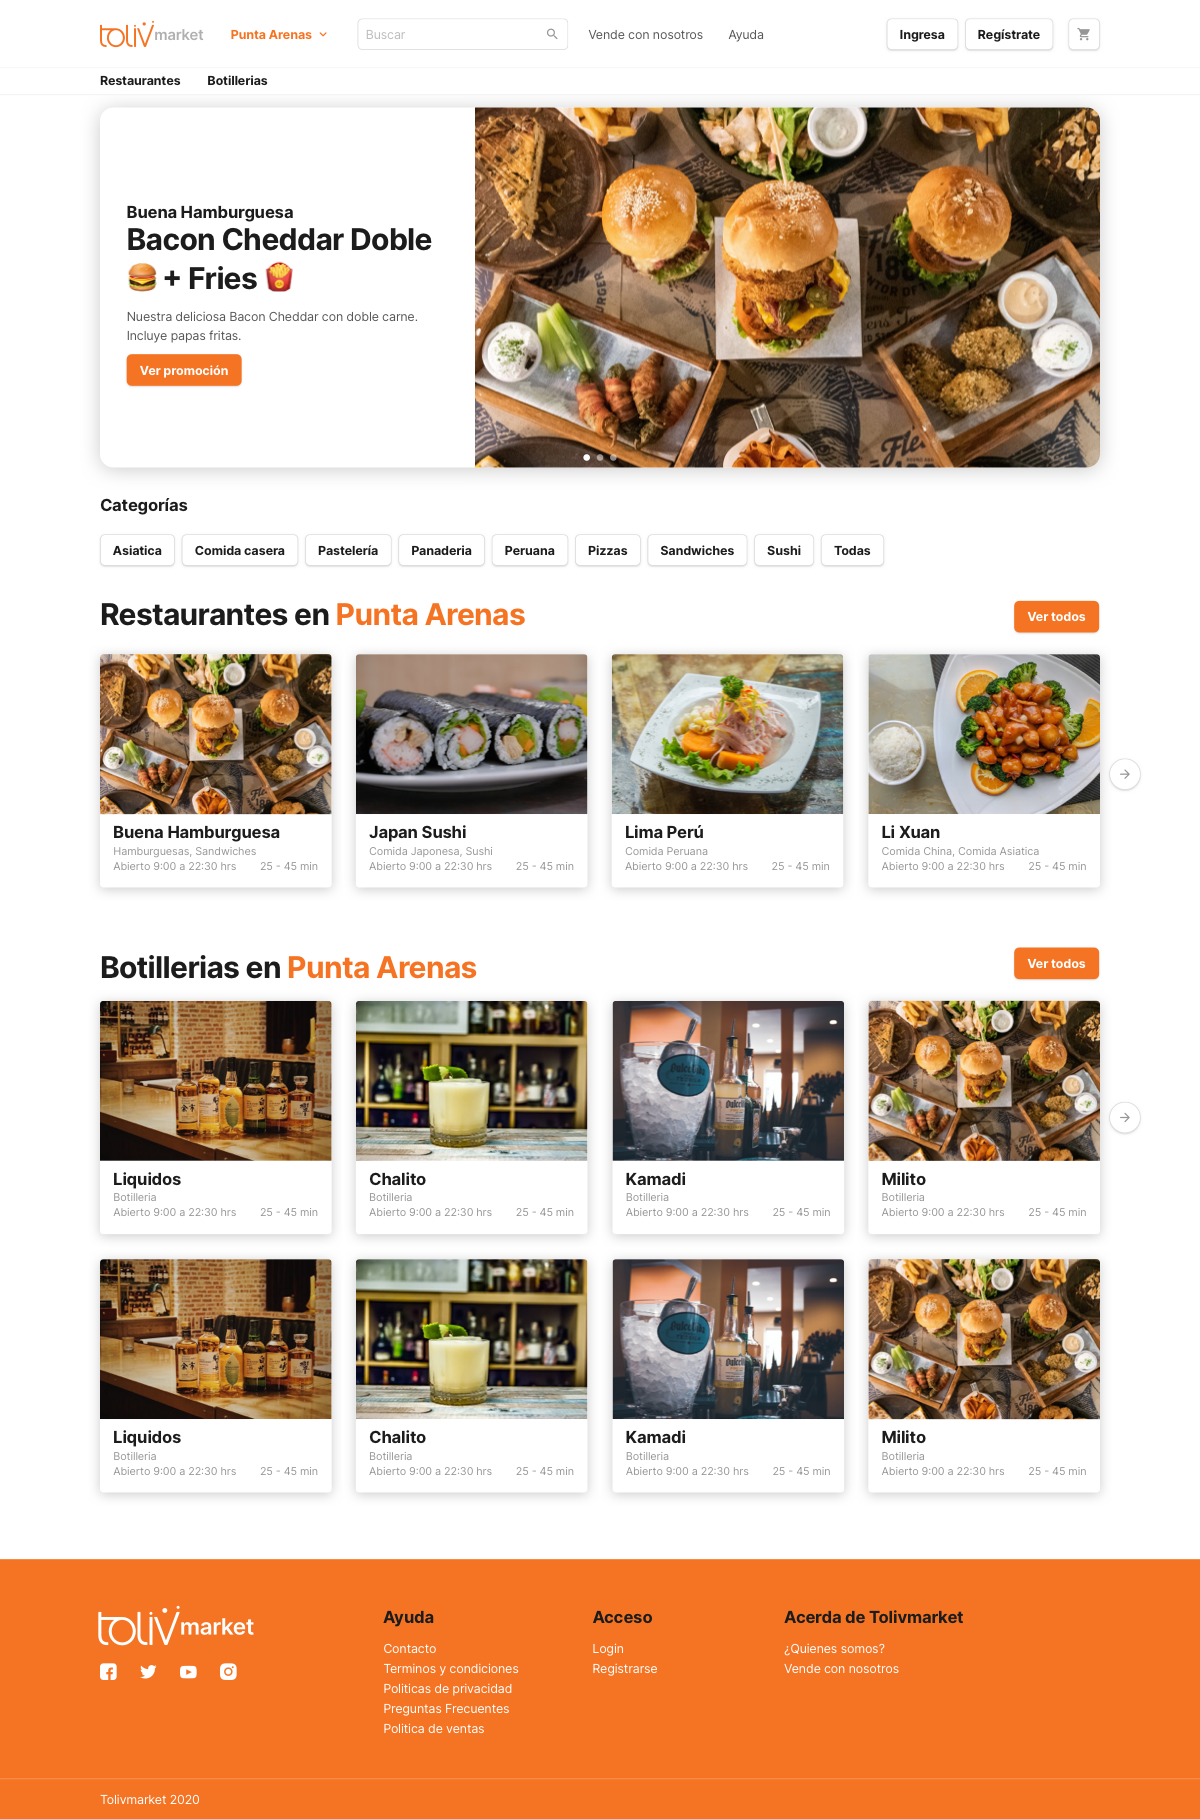 tolivmarket
Punta Arenas
Buscar
Vende con nosotros
Ayuda
Ingresa
Regístrate
Restaurantes
Botillerias
Buena Hamburguesa
Bacon Cheddar Doble
🍔 + Fries 🍟
Nuestra deliciosa Bacon Cheddar con doble carne.
Incluye papas fritas.
Ver promoción
Categorías
Asiatica
Comida casera
Pastelería
Panaderia
Peruana
Pizzas
Sandwiches
Sushi
Todas
Restaurantes en Punta Arenas
Ver todos
Buena Hamburguesa
Hamburguesas, Sandwiches
Abierto 9:00 a 22:30 hrs
25 - 45 min
Japan Sushi
Comida Japonesa, Sushi
Abierto 9:00 a 22:30 hrs
25 - 45 min
Lima Perú
Comida Peruana
Abierto 9:00 a 22:30 hrs
25 - 45 min
Li Xuan
Comida China, Comida Asiatica
Abierto 9:00 a 22:30 hrs
25 - 45 min
Botillerias en Punta Arenas
Ver todos
Liquidos
Botilleria
Abierto 9:00 a 22:30 hrs
25 - 45 min
Chalito
Botilleria
Abierto 9:00 a 22:30 hrs
25 - 45 min
Kamadi
Botilleria
Abierto 9:00 a 22:30 hrs
25 - 45 min
Milito
Botilleria
Abierto 9:00 a 22:30 hrs
25 - 45 min
Liquidos
Botilleria
Abierto 9:00 a 22:30 hrs
25 - 45 min
Chalito
Botilleria
Abierto 9:00 a 22:30 hrs
25 - 45 min
Kamadi
Botilleria
Abierto 9:00 a 22:30 hrs
25 - 45 min
Milito
Botilleria
Abierto 9:00 a 22:30 hrs
25 - 45 min
tolivmarket
Ayuda
Contacto
Terminos y condiciones
Politicas de privacidad
Preguntas Frecuentes
Politica de ventas
Acceso
Login
Registrarse
Acerda de Tolivmarket
¿Quienes somos?
Vende con nosotros
Tolivmarket 2020